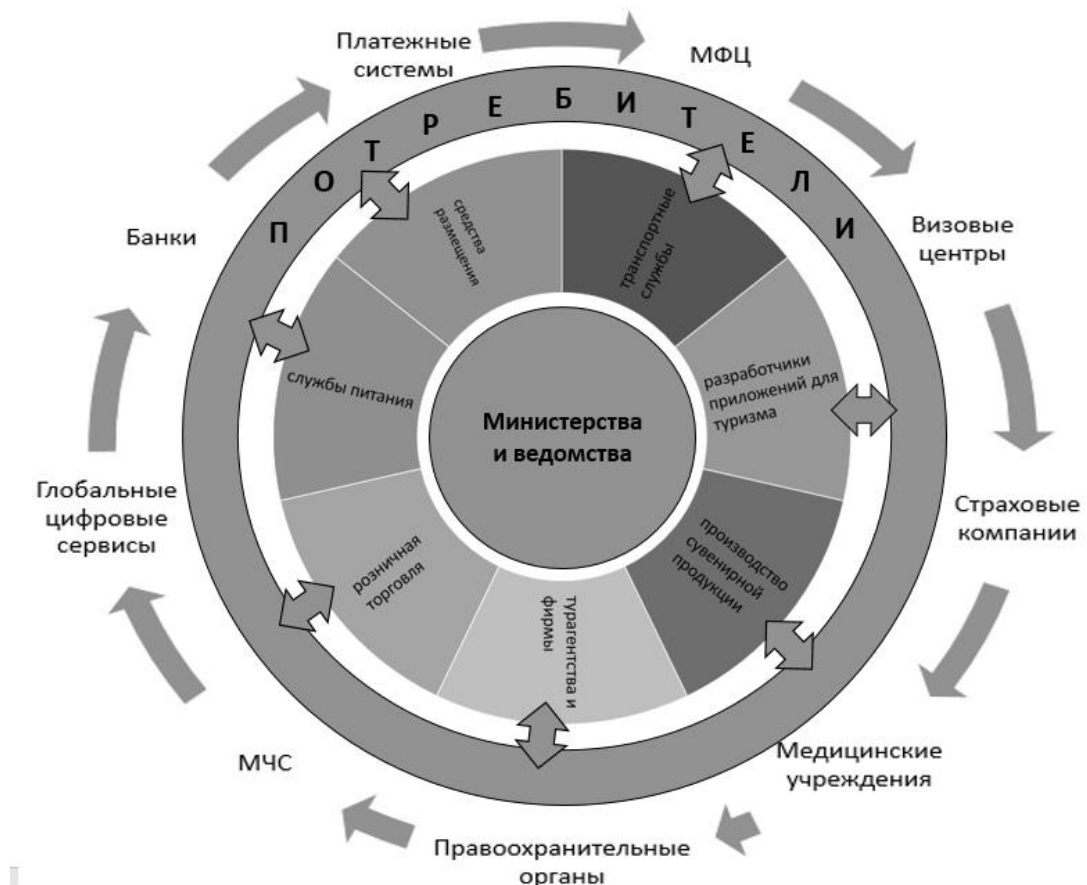 Платежные
системы
МФЦ
ПОТРЕБИТЕЛИ
Банки
Визовые
центры
средства
размещения
транспортные
службы
службы питания
разработчики
приложений для
туризма
Министерства
и ведомства
Глобальные
цифровые
сервисы
Страховые
компании
розничная
торговля
турагентства и
фирмы
производство
сувенирной
продукции
МЧС
Медицинские
учреждения
Правоохранительные
органы